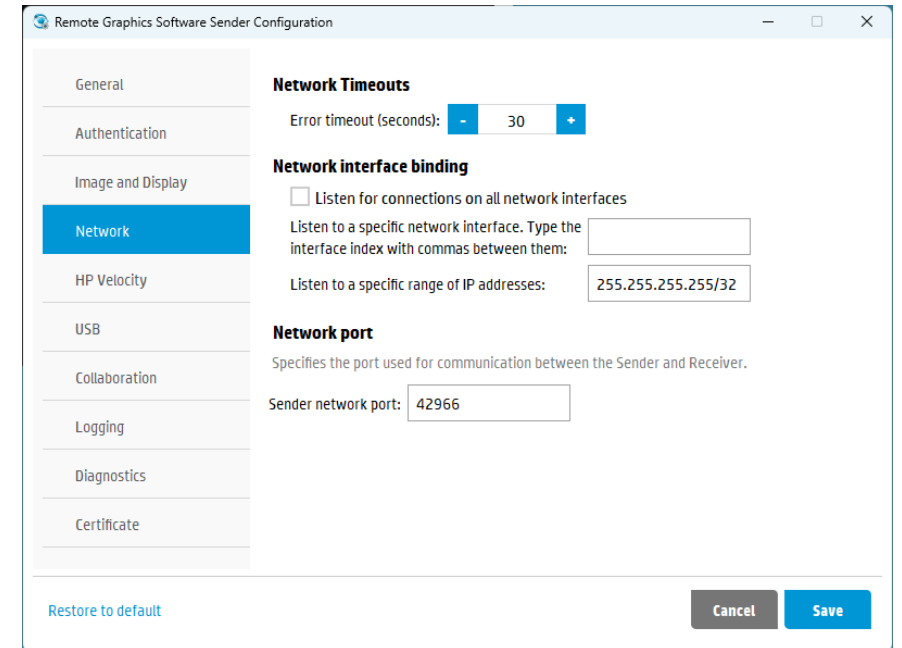 Remote Graphics Software Sender Configuration
General
Authentication
Image and Display
Network
HP Velocity
USB
Collaboration
Logging
Diagnostics
Certificate
Network Timeouts
Error timeout (seconds): - 30 +
Network interface binding
Listen for connections on all network interfaces
Listen to a specific network interface. Type the
interface index with commas between them:
Listen to a specific range of IP addresses: 255.255.255.255/32
Network port
Specifies the port used for communication between the Sender and Receiver.
Sender network port: 42966
Restore to default
Cancel
Save